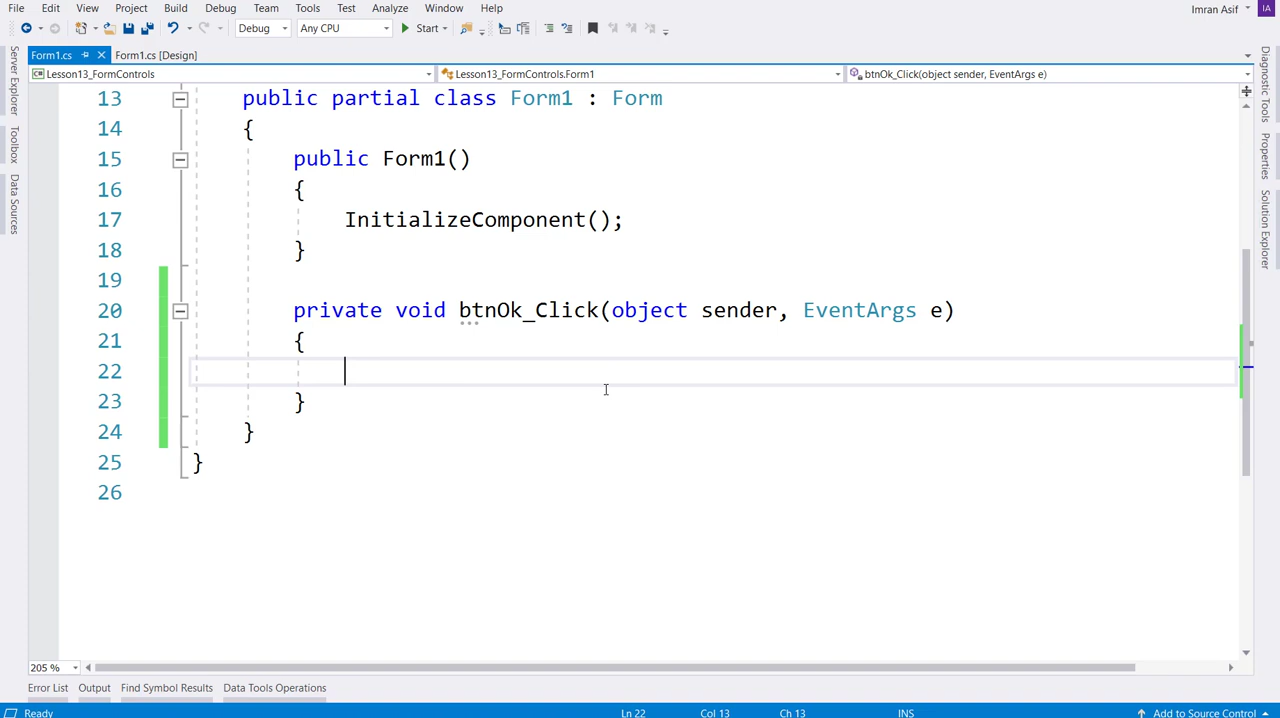 File Edit View Project Build Debug Team Tools Test Analyze Window Help Imran Asif IA
Debug Any CPU Start
Form1.cs Form1.cs [Design]
Lesson13_FormControls Lesson13_FormControls.Form1 btnOk_Click(object sender, EventArgs e)
Server Explorer
Toolbox
Data Sources
13 public partial class Form1 : Form
14 {
15 public Form1()
16 {
17 InitializeComponent();
18 }
19
20 private void btnOk_Click(object sender, EventArgs e)
21 {
22
23 }
24 }
25 }
26
Diagnostic Tools
Properties
Solution Explorer
205 %
Error List Output Find Symbol Results Data Tools Operations
Ready Ln 22 Col 13 Ch 13 INS Add to Source Control